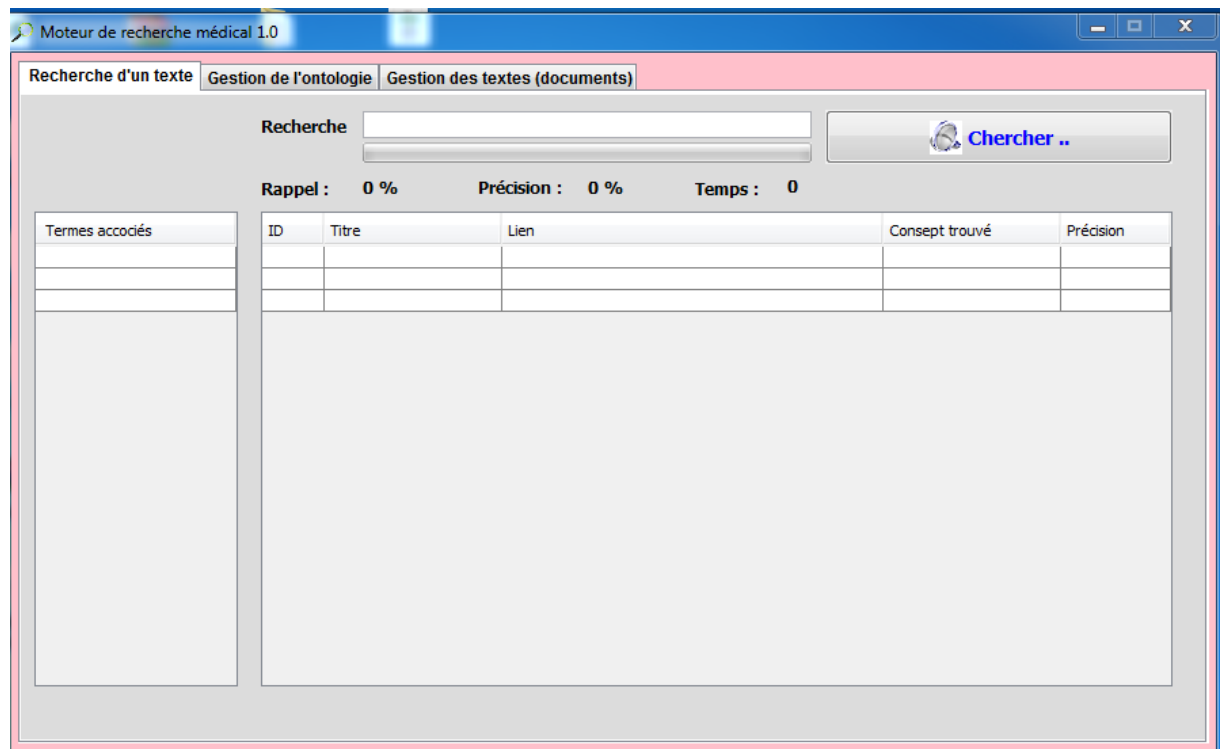 Moteur de recherche médical 1.0
Recherche d'un texte Gestion de l'ontologie Gestion des textes (documents)
Recherche
Chercher ..
Rappel : 0 % Précision : 0 % Temps : 0
Termes accociés ID Titre Lien Consept trouvé Précision